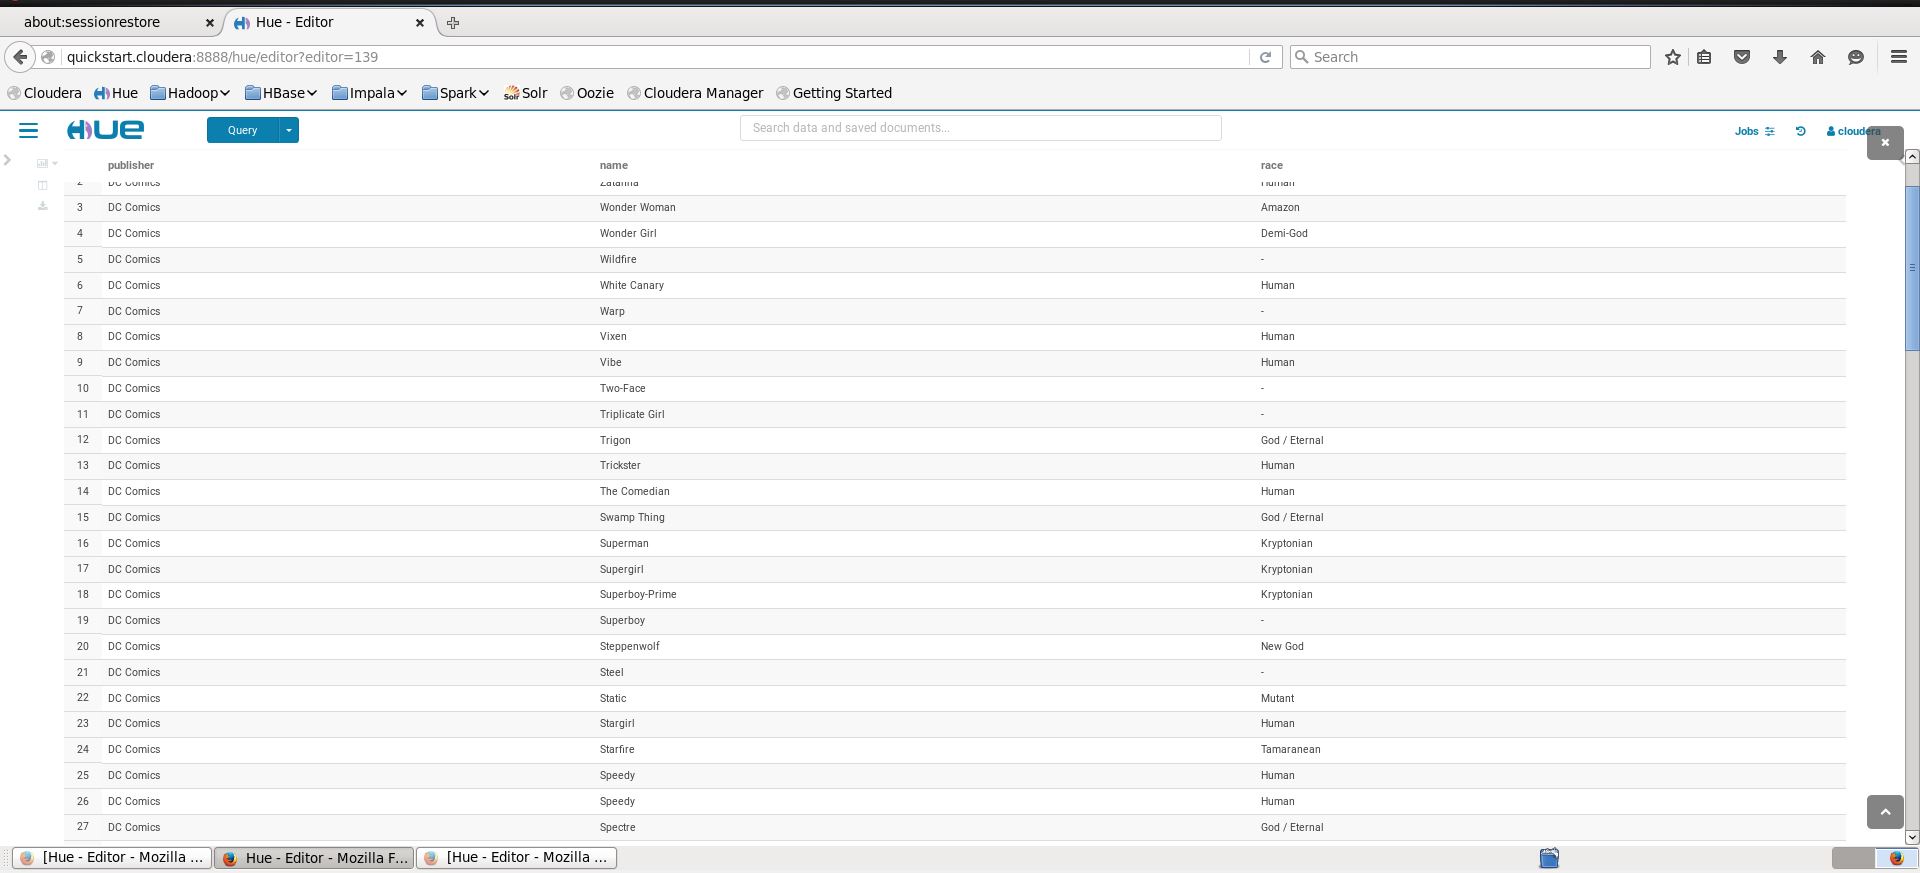 about:sessionrestore
Hue - Editor
quickstart.cloudera:8888/hue/editor?editor=139
Search
Cloudera Hue Hadoop HBase Impala Spark Solr Oozie Cloudera Manager Getting Started
HUE
Query
Search data and saved documents...
Jobs
cloudera
publisher name race
2 DC Comics Zatanna Human
3 DC Comics Wonder Woman Amazon
4 DC Comics Wonder Girl Demi-God
5 DC Comics Wildfire -
6 DC Comics White Canary Human
7 DC Comics Warp -
8 DC Comics Vixen Human
9 DC Comics Vibe Human
10 DC Comics Two-Face -
11 DC Comics Triplicate Girl -
12 DC Comics Trigon God / Eternal
13 DC Comics Trickster Human
14 DC Comics The Comedian Human
15 DC Comics Swamp Thing God / Eternal
16 DC Comics Superman Kryptonian
17 DC Comics Supergirl Kryptonian
18 DC Comics Superboy-Prime Kryptonian
19 DC Comics Superboy -
20 DC Comics Steppenwolf New God
21 DC Comics Steel -
22 DC Comics Static Mutant
23 DC Comics Stargirl Human
24 DC Comics Starfire Tamaranean
25 DC Comics Speedy Human
26 DC Comics Speedy Human
27 DC Comics Spectre God / Eternal
[Hue - Editor - Mozilla ...
Hue - Editor - Mozilla F...
[Hue - Editor - Mozilla ...